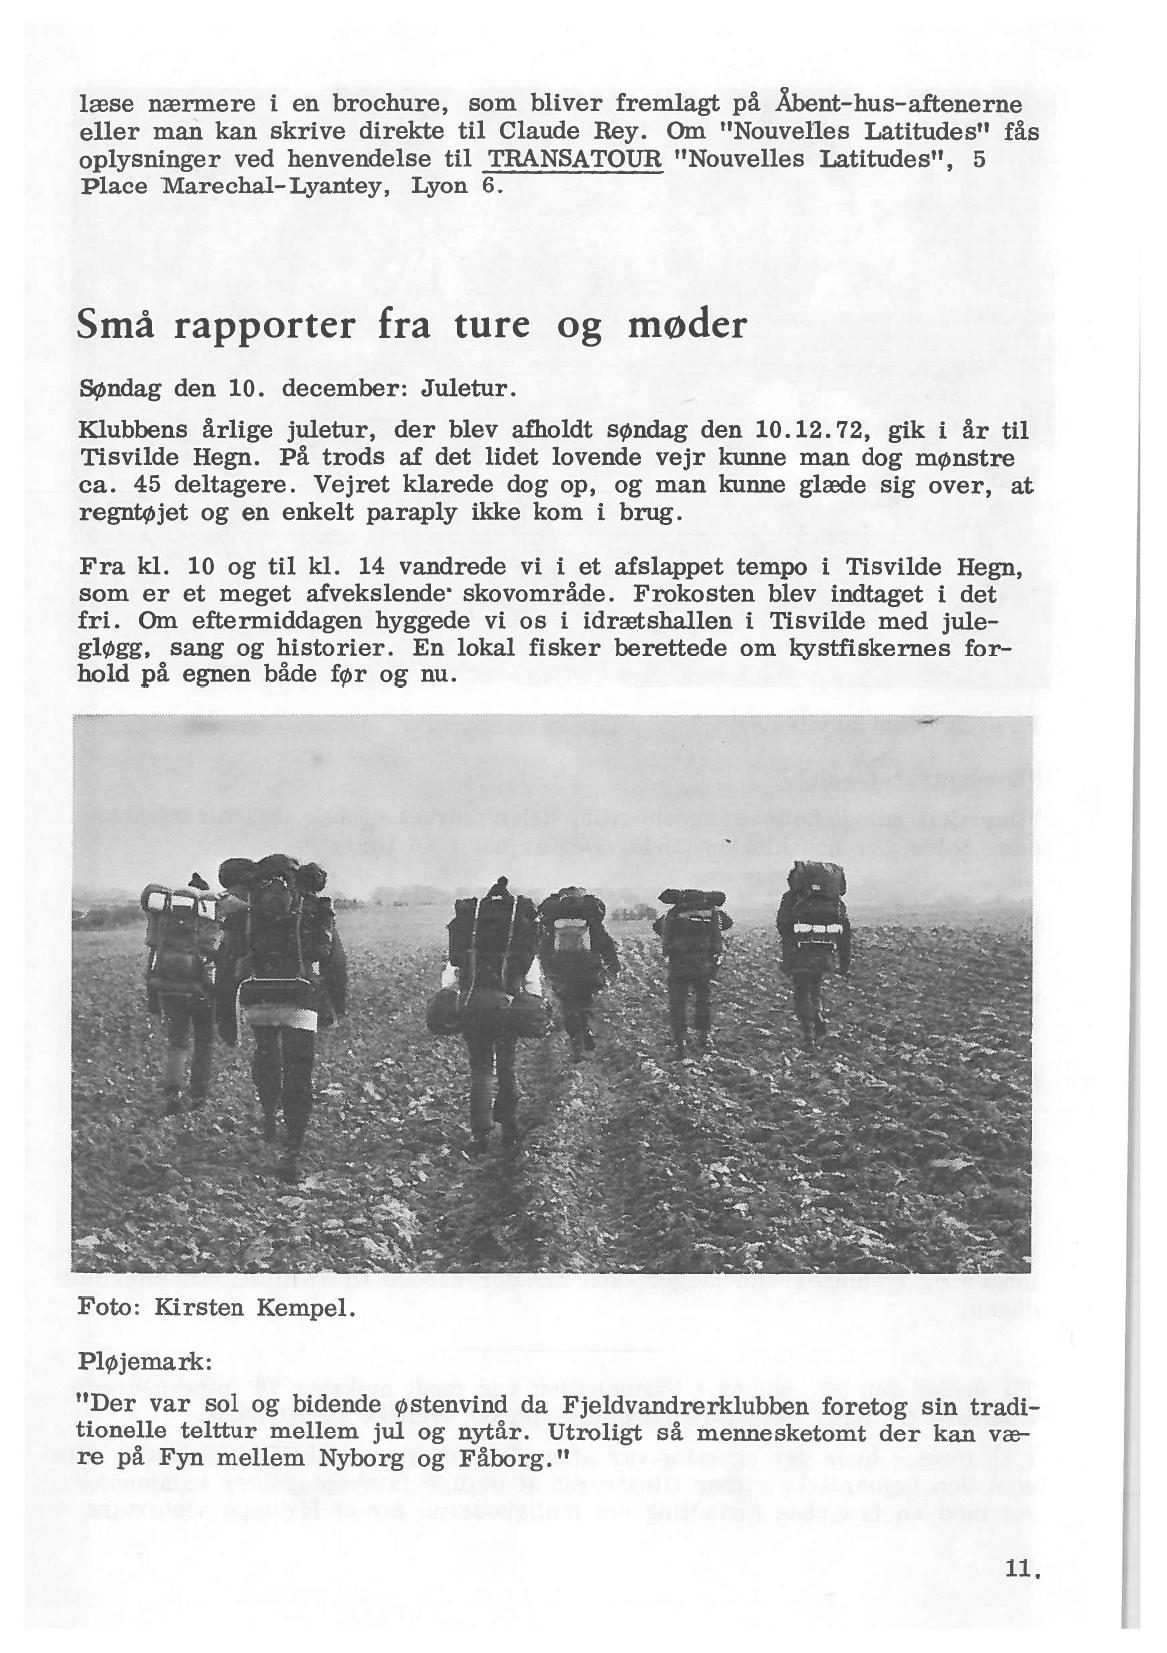 læse nærmere i en brochure, som bliver fremlagt på Åbent-hus-aftenerne
eller man kan skrive direkte til Claude Rey. Om "Nouvelles Latitudes" fås
oplysninger ved henvendelse til TRANSATOUR "Nouvelles Latitudes", 5
Place Marechal-Lyantey, Lyon 6.
Små rapporter fra ture og møder
Søndag den 10. december: Juletur.
Klubbens årlige juletur, der blev afholdt søndag den 10.12.72, gik i år til
Tisvilde Hegn. På trods af det lidet lovende vejr kunne man dog mønstre
ca. 45 deltagere. Vejret klarede dog op, og man kunne glæde sig over, at
regntøjet og en enkelt paraply ikke kom i brug.
Fra kl. 10 og til kl. 14 vandrede vi i et afslappet tempo i Tisvilde Hegn,
som er et meget afvekslende skovområde. Frokosten blev indtaget i det
fri. Om eftermiddagen hyggede vi os i idrætshallen i Tisvilde med jule-
gløgg, sang og historier. En lokal fisker berettede om kystfiskernes for-
hold på egnen både før og nu.
Foto: Kirsten Kempel.
Pløjemark:
"Der var sol og bidende østenvind da Fjeldvandrerklubben foretog sin tradi-
tionelle telttur mellem jul og nytår. Utroligt så mennesketomt der kan væ-
re på Fyn mellem Nyborg og Fåborg."
11.